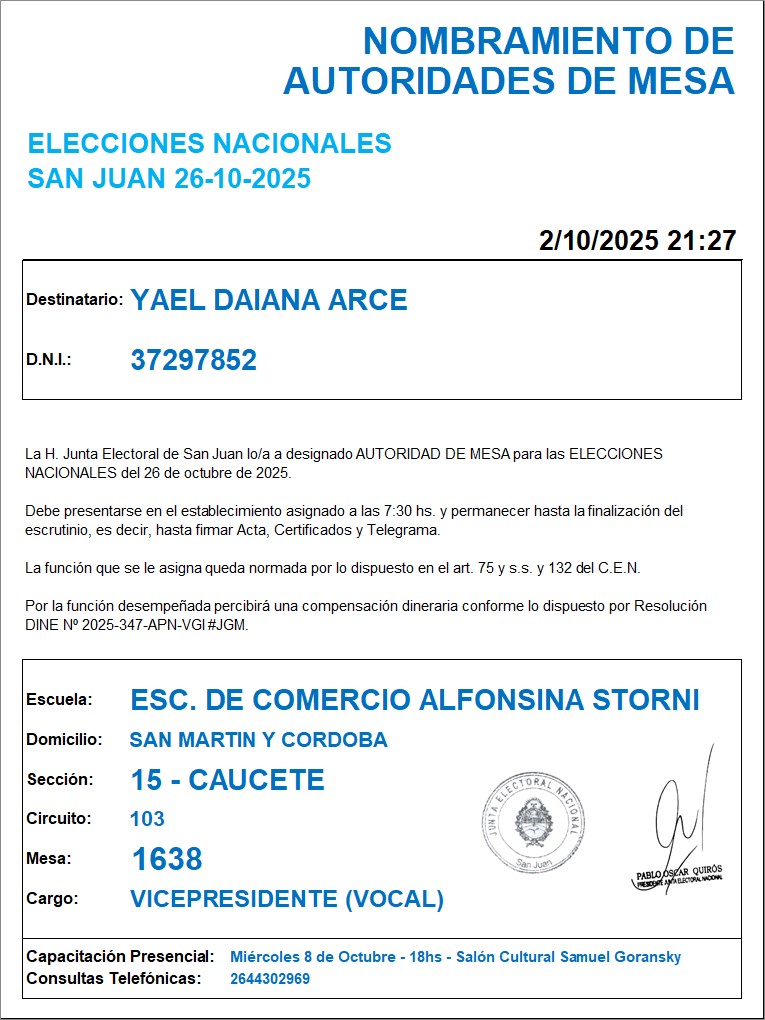 NOMBRAMIENTO DE
AUTORIDADES DE MESA
ELECCIONES NACIONALES
SAN JUAN 26-10-2025
2/10/2025 21:27
Destinatario: YAEL DAIANA ARCE
D.N.I.: 37297852
La H. Junta Electoral de San Juan lo/a a designado AUTORIDAD DE MESA para las ELECCIONES
NACIONALES del 26 de octubre de 2025.
Debe presentarse en el establecimiento asignado a las 7:30 hs. y permanecer hasta la finalización del
escrutinio, es decir, hasta firmar Acta, Certificados y Telegrama.
La función que se le asigna queda normada por lo dispuesto en el art. 75 y s.s. y 132 del C.E.N.
Por la función desempeñada percibirá una compensación dineraria conforme lo dispuesto por Resolución
DINE Nº 2025-347-APN-VGI#JGM.
Escuela: ESC. DE COMERCIO ALFONSINA STORNI
Domicilio: SAN MARTIN Y CORDOBA
Sección: 15 - CAUCETE
Circuito: 103
Mesa: 1638
Cargo: VICEPRESIDENTE (VOCAL)
JUNTA ELECTORAL NACIONAL
San Juan
PABLO OSCAR QUIRÓS
PRESIDENTE JUNTA ELECTORAL NACIONAL
Capacitación Presencial: Miércoles 8 de Octubre - 18hs - Salón Cultural Samuel Goransky
Consultas Telefónicas: 2644302969